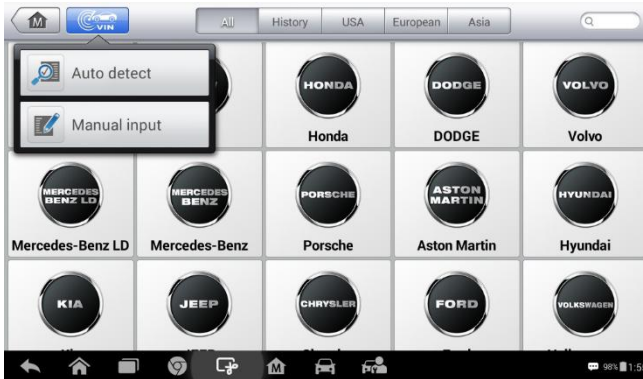 M VIN All History USA European Asia
Auto detect
Manual input
HONDA DODGE VOLVO
Honda DODGE Volvo
MERCEDES BENZ LD MERCEDES BENZ PORSCHE ASTON MARTIN HYUNDAI
Mercedes-Benz LD Mercedes-Benz Porsche Aston Martin Hyundai
KIA JEEP CHRYSLER FORD VOLKSWAGEN
M 98% 1:5